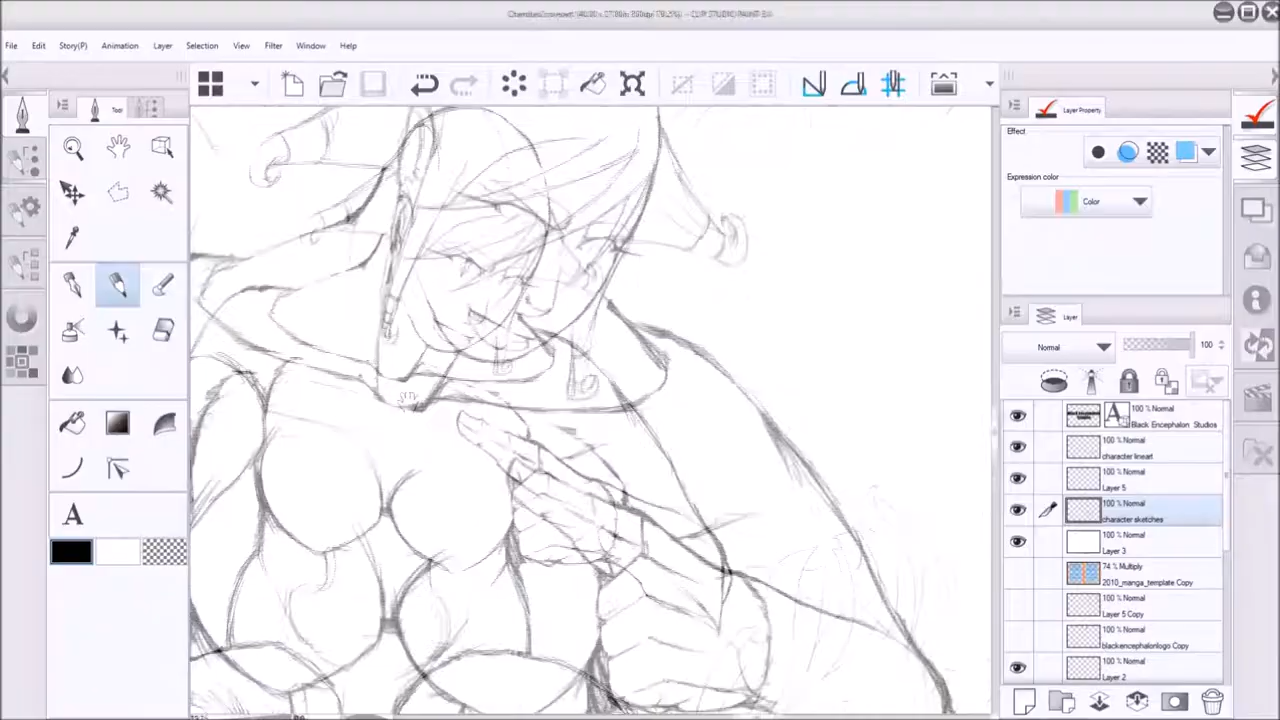 CLIP STUDIO PAINT
File Edit Story(P) Animation Layer Selection View Filter Window Help
Tool
Layer Property
Effect
Expression color
Color
Layer
Normal
100
100 % Normal
Black Encephalon Studios
100 % Normal
character lineart
100 % Normal
Layer 5
100 % Normal
character sketches
100 % Normal
Layer 3
74 % Multiply
2010_manga_template Copy
100 % Normal
Layer 5 Copy
100 % Normal
blackencephalonlogo Copy
100 % Normal
Layer 2
A